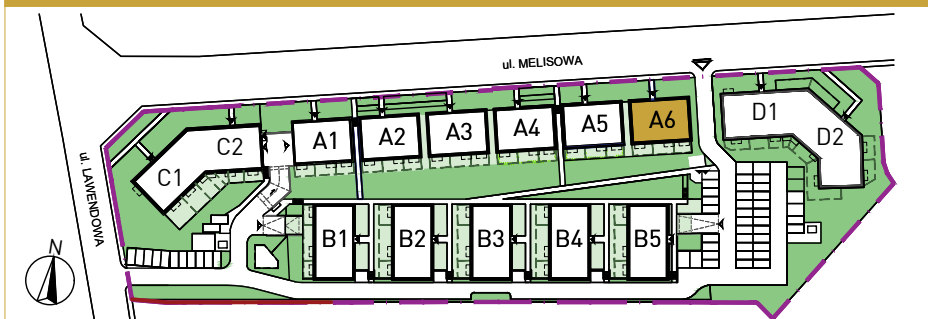 ul. MELISOWA
ul. LAWENDOWA
C1
C2
A1
A2
A3
A4
A5
A6
D1
D2
B1
B2
B3
B4
B5
N